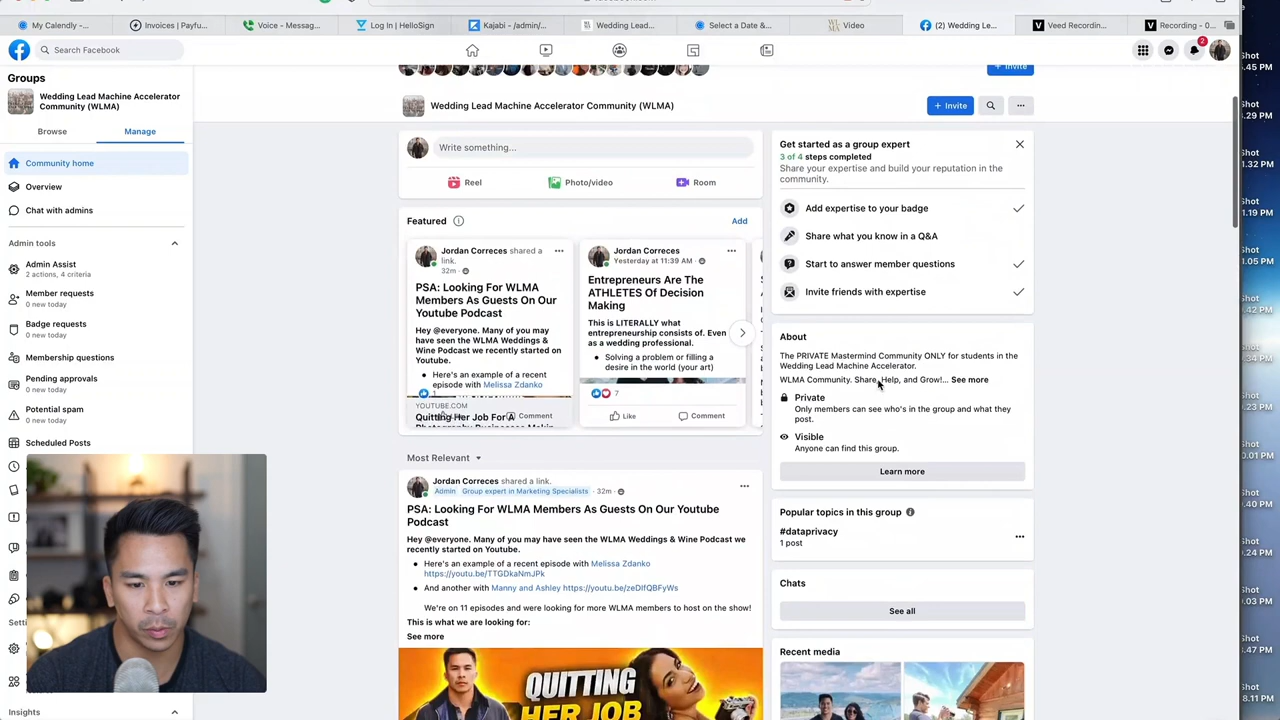 My Calendly -...
Invoices | Payfu...
Voice - Messag...
Log In | HelloSign
Kajabi - /admin/...
Wedding Lead...
Select a Date &...
Video
(2) Wedding Le...
Veed Recordin...
Recording - 0...
Search Facebook
2
Groups
Wedding Lead Machine Accelerator
Community (WLMA)
Browse
Manage
Community home
Overview
Chat with admins
Admin tools
Admin Assist
2 actions, 4 criteria
Member requests
0 new today
Badge requests
0 new today
Membership questions
Pending approvals
0 new today
Potential spam
0 new today
Scheduled Posts
Insights
+ Invite
Wedding Lead Machine Accelerator Community (WLMA)
+ Invite
Write something...
Reel
Photo/video
Room
Featured
Add
Jordan Correces shared a
link.
32m
PSA: Looking For WLMA
Members As Guests On Our
Youtube Podcast
Hey @everyone. Many of you may
have seen the WLMA Weddings &
Wine Podcast we recently started on
Youtube.
• Here's an example of a recent
episode with Melissa Zdanko
1
YOUTUBE.COM
Quitting Her Job For A
Comment
Jordan Correces
Yesterday at 11:39 AM
Entrepreneurs Are The
ATHLETES Of Decision
Making
This is LITERALLY what
entrepreneurship consists of. Even
as a wedding professional.
• Solving a problem or filling a
desire in the world (your art)
7
Like
Comment
Most Relevant
Jordan Correces shared a link.
Admin Group expert in Marketing Specialists · 32m
PSA: Looking For WLMA Members As Guests On Our Youtube
Podcast
Hey @everyone. Many of you may have seen the WLMA Weddings & Wine Podcast we
recently started on Youtube.
• Here's an example of a recent episode with Melissa Zdanko
https://youtu.be/TTGDkaNmJPk
• And another with Manny and Ashley https://youtu.be/zeDIfQBFyWs
We're on 11 episodes and were looking for more WLMA members to host on the show!
This is what we are looking for:
See more
QUITTING
HER JOB
Get started as a group expert
3 of 4 steps completed
Share your expertise and build your reputation in the
community.
Add expertise to your badge
Share what you know in a Q&A
Start to answer member questions
Invite friends with expertise
About
The PRIVATE Mastermind Community ONLY for students in the
Wedding Lead Machine Accelerator.
WLMA Community. Share, Help, and Grow!... See more
Private
Only members can see who's in the group and what they
post.
Visible
Anyone can find this group.
Learn more
Popular topics in this group
#dataprivacy
1 post
Chats
See all
Recent media